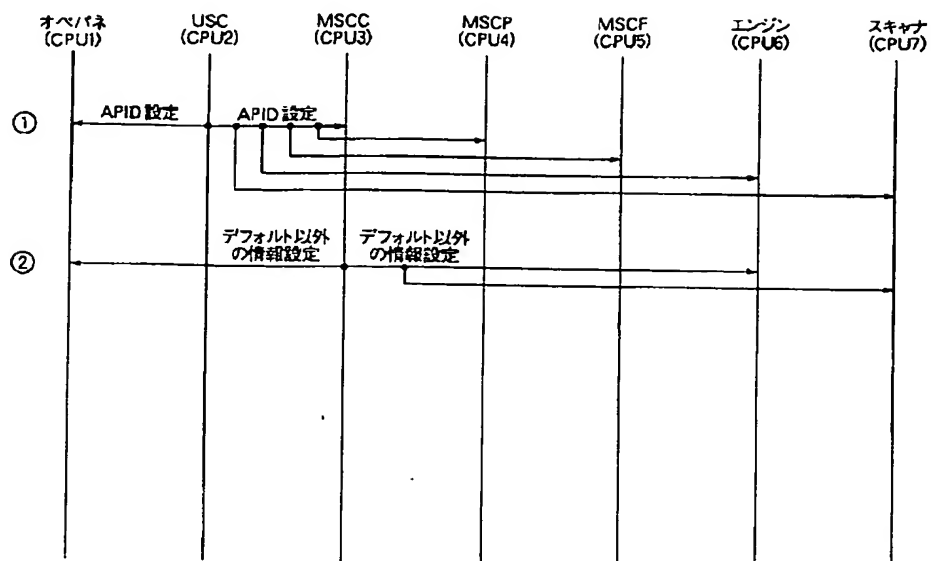 オペパネ
(CPU1)
USC
(CPU2)
MSCC
(CPU3)
MSCP
(CPU4)
MSCF
(CPU5)
エンジン
(CPU6)
スキャナ
(CPU7)
①
APID 設定
APID 設定
②
デフォルト以外
の情報設定
デフォルト以外
の情報設定